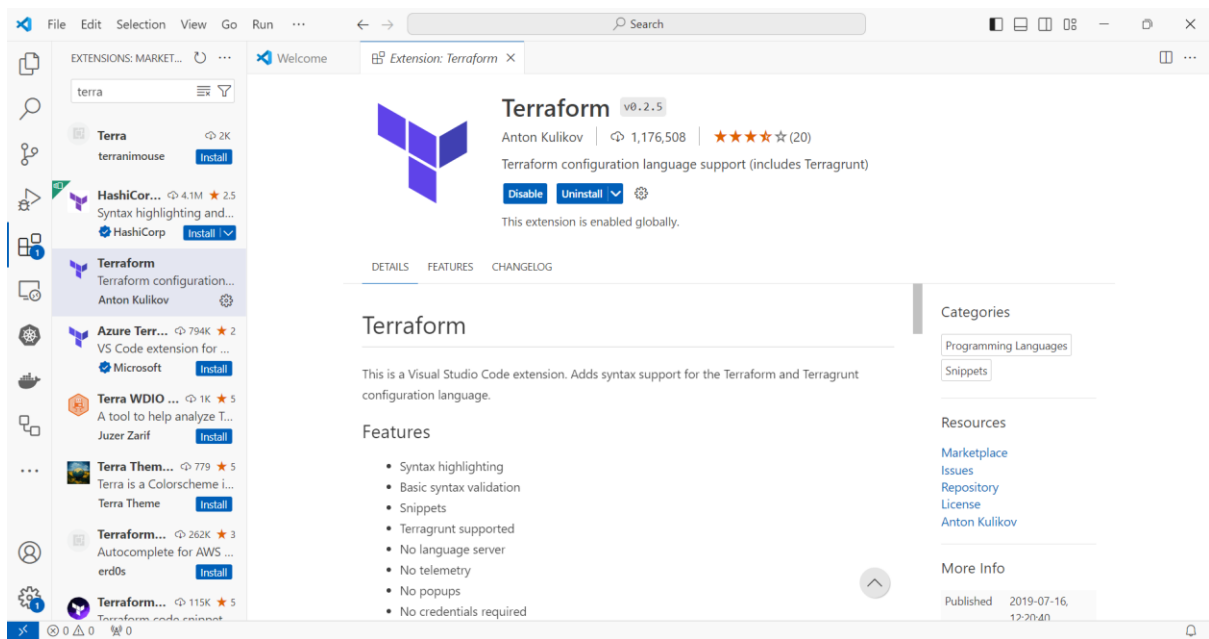 File Edit Selection View Go Run ···
Search
EXTENSIONS: MARKET... ···
Welcome
Extension: Terraform
terra
Terra 2K
terranimouse Install
HashiCor... 4.1M ★ 2.5
Syntax highlighting and...
HashiCorp Install
Terraform
Terraform configuration...
Anton Kulikov
Azure Terr... 794K ★ 2
VS Code extension for ...
Microsoft Install
Terra WDIO ... 1K ★ 5
A tool to help analyze T...
Juzer Zarif Install
Terra Them... 779 ★ 5
Terra is a Colorscheme i...
Terra Theme Install
Terraform... 262K ★ 3
Autocomplete for AWS ...
erd0s Install
Terraform... 115K ★ 5
Terraform code snippet
Terraform v0.2.5
Anton Kulikov 1,176,508 ★★★★☆ (20)
Terraform configuration language support (includes Terragrunt)
Disable Uninstall
This extension is enabled globally.
DETAILS FEATURES CHANGELOG
Terraform
This is a Visual Studio Code extension. Adds syntax support for the Terraform and Terragrunt
configuration language.
Features
• Syntax highlighting
• Basic syntax validation
• Snippets
• Terragrunt supported
• No language server
• No telemetry
• No popups
• No credentials required
Categories
Programming Languages
Snippets
Resources
Marketplace
Issues
Repository
License
Anton Kulikov
More Info
Published 2019-07-16,
12:20:40
1
1
0 0 0